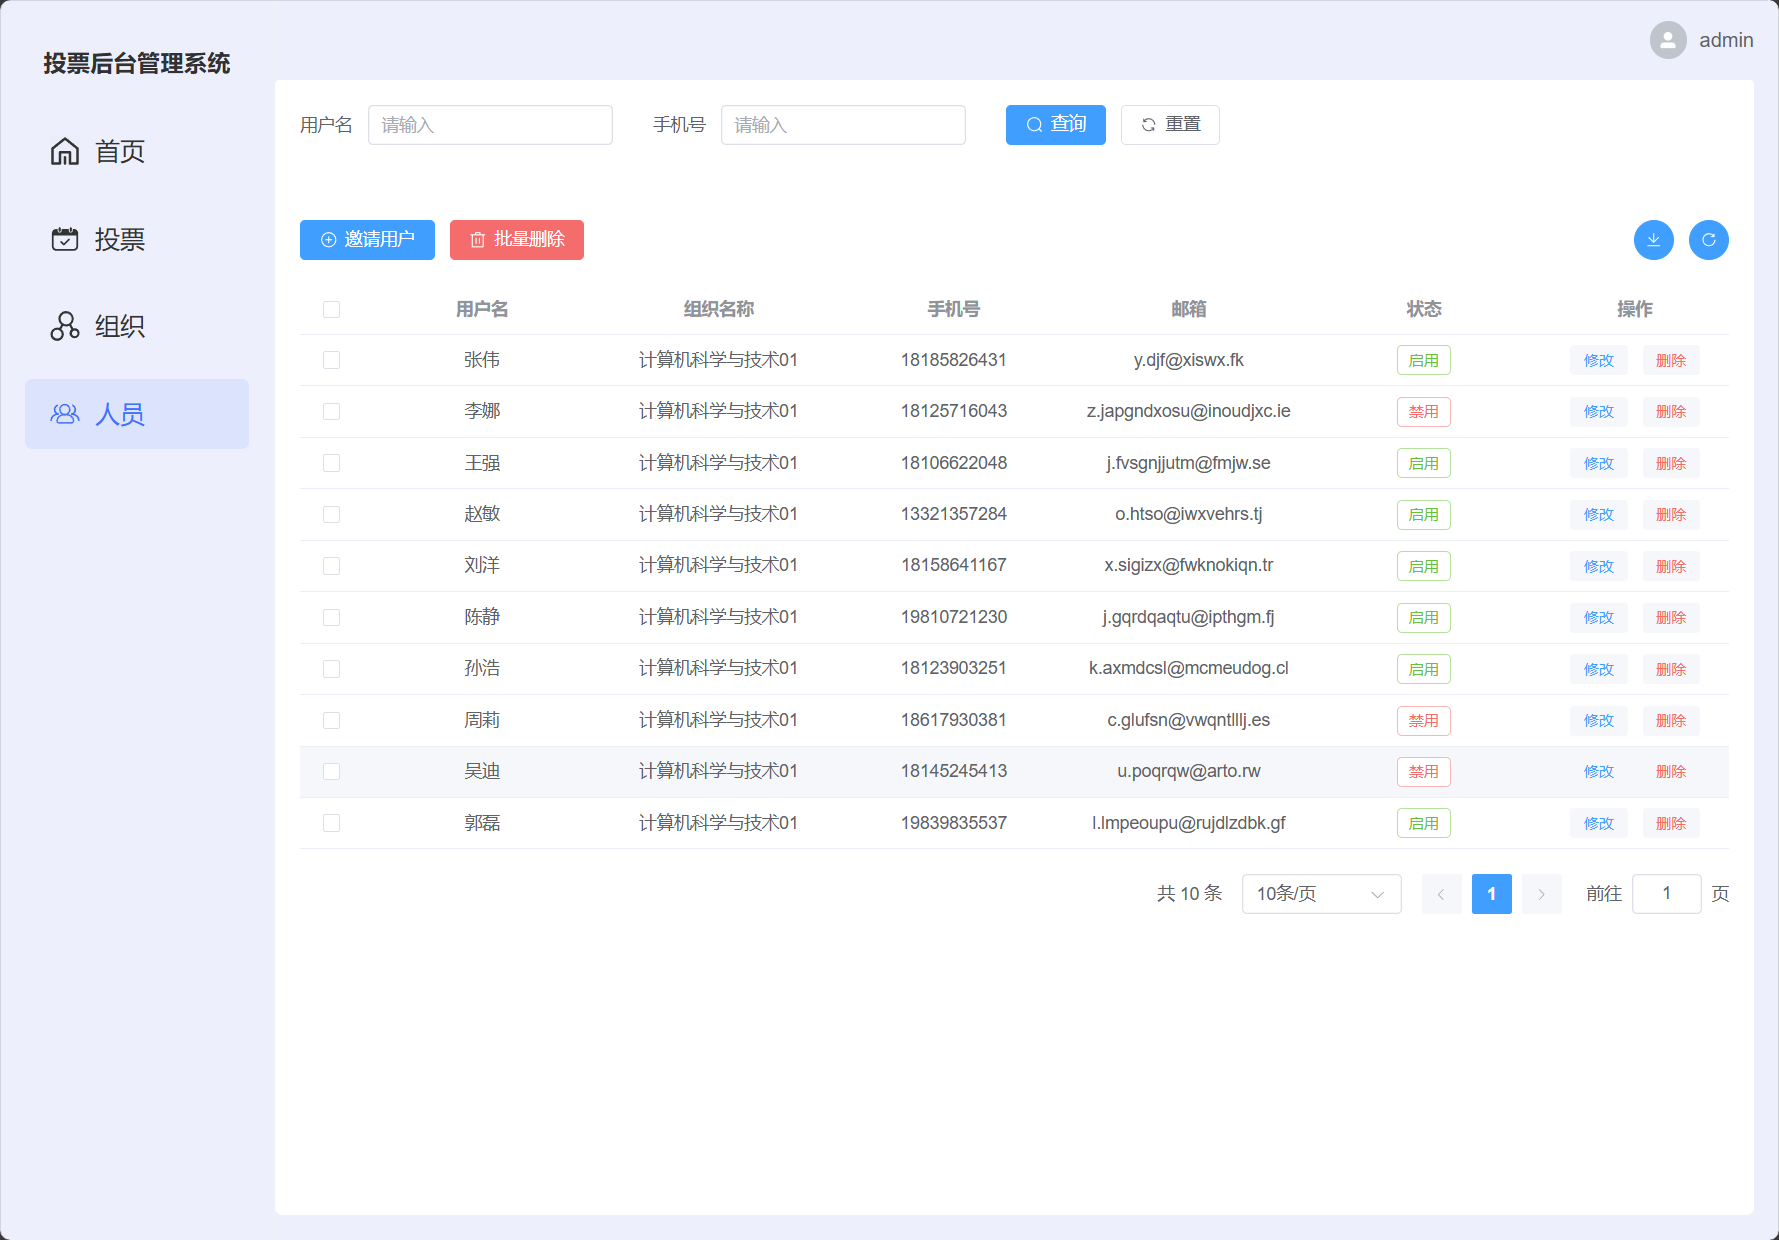 投票后台管理系统
admin
首页
投票
组织
人员
用户名 请输入 手机号 请输入 查询 重置
邀请用户 批量删除
用户名 组织名称 手机号 邮箱 状态 操作
张伟 计算机科学与技术01 18185826431 y.djf@xiswx.fk 启用 修改 删除
李娜 计算机科学与技术01 18125716043 z.japgndxosu@inoudjxc.ie 禁用 修改 删除
王强 计算机科学与技术01 18106622048 j.fvsgnjjutm@fmjw.se 启用 修改 删除
赵敏 计算机科学与技术01 13321357284 o.htso@iwxvehrs.tj 启用 修改 删除
刘洋 计算机科学与技术01 18158641167 x.sigizx@fwknokiqn.tr 启用 修改 删除
陈静 计算机科学与技术01 19810721230 j.gqrdqaqtu@ipthgm.fj 启用 修改 删除
孙浩 计算机科学与技术01 18123903251 k.axmdcsl@mcmeudog.cl 启用 修改 删除
周莉 计算机科学与技术01 18617930381 c.glufsn@vwqntlllj.es 禁用 修改 删除
吴迪 计算机科学与技术01 18145245413 u.poqrqw@arto.rw 禁用 修改 删除
郭磊 计算机科学与技术01 19839835537 l.lmpeoupu@rujdlzdbk.gf 启用 修改 删除
共 10 条 10条/页 1 前往 1 页